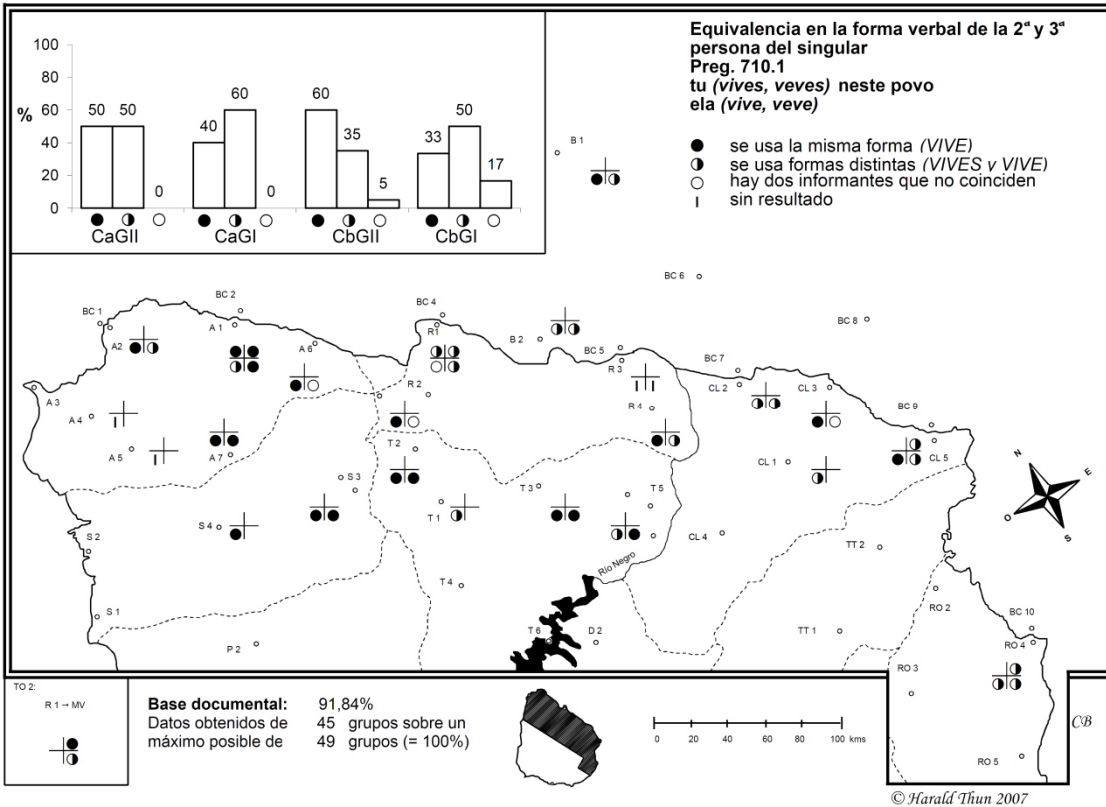 100
80
60
%
40
20
0
50
50
0
40
60
0
60
35
5
33
50
17
CaGII
CaGI
CbGII
CbGI
Equivalencia en la forma verbal de la 2ª y 3ª
persona del singular
Preg. 710.1
tu (vives, veves) neste povo
ela (vive, veve)
se usa la misma forma (VIVE)
se usa formas distintas (VIVES y VIVE)
hay dos informantes que no coinciden
sin resultado
B 1
BC 6
BC 1
BC 2
BC 4
BC 8
A 1
A2
A 6
R1
B 2
BC 5
R 3
BC 7
CL 2
CL 3
A 3
A 4
R 2
R 4
BC 9
A 5
A 7
T 2
CL 1
CL 5
N
E
O
S
S 3
T 1
T 3
T 5
S 4
S 2
CL 4
TT 2
Río Negro
T 4
S 1
RO 2
P 2
T 6
D 2
TT 1
BC 10
RO 4
RO 3
RO 5
TO 2:
R 1 → MV
Base documental: 91,84%
Datos obtenidos de 45 grupos sobre un
máximo posible de 49 grupos (= 100%)
0 20 40 60 80 100 kms
CB
© Harald Thun 2007